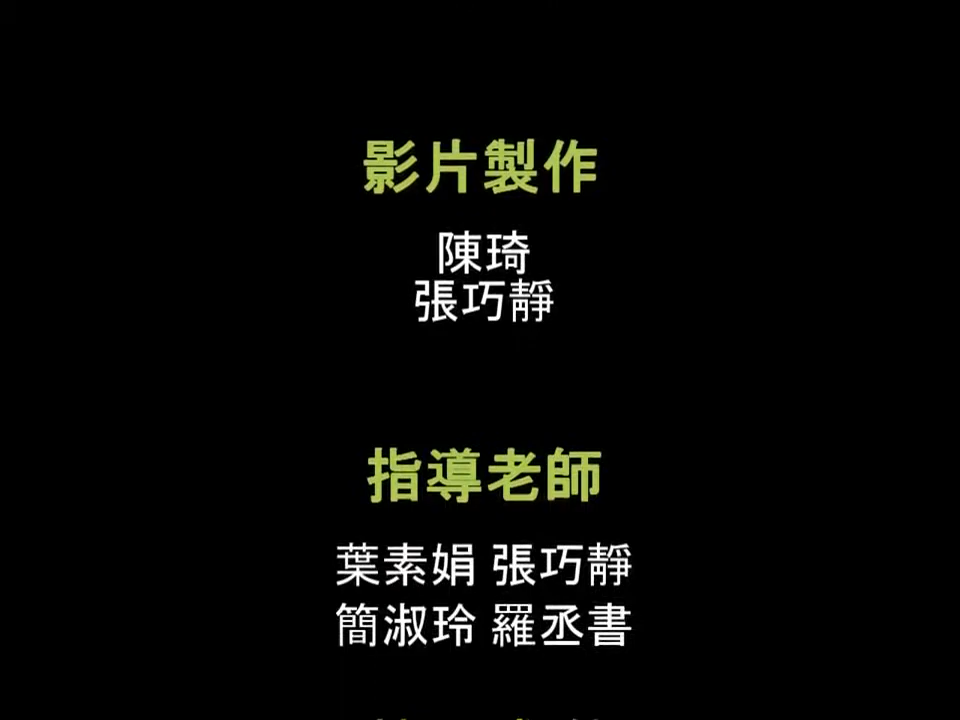 影片製作
陳琦
張巧靜
指導老師
葉素娟 張巧靜
簡淑玲 羅丞書